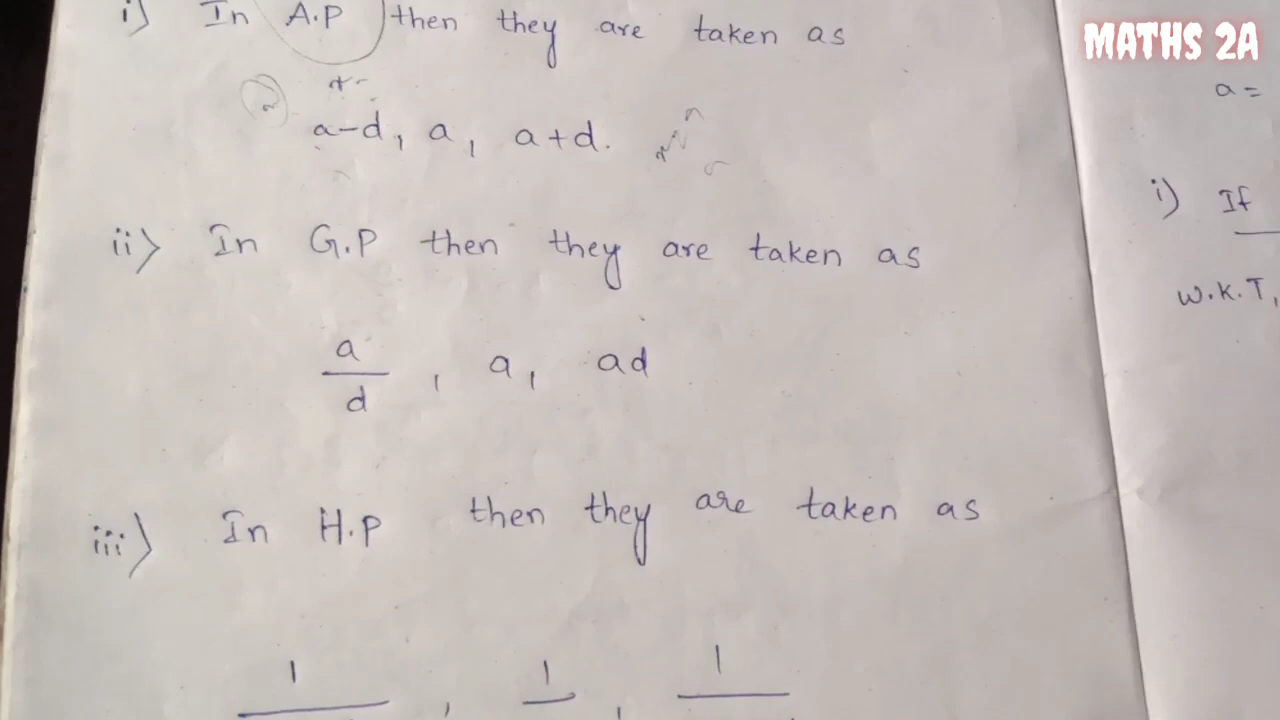 i) In A.P then they are taken as
a-d, a, a+d.
ii) In G.P then they are taken as
a/d, a, ad
iii) In H.P then they are taken as
1 , 1 , 1
MATHS 2A
a =
i) If
W.K.T,